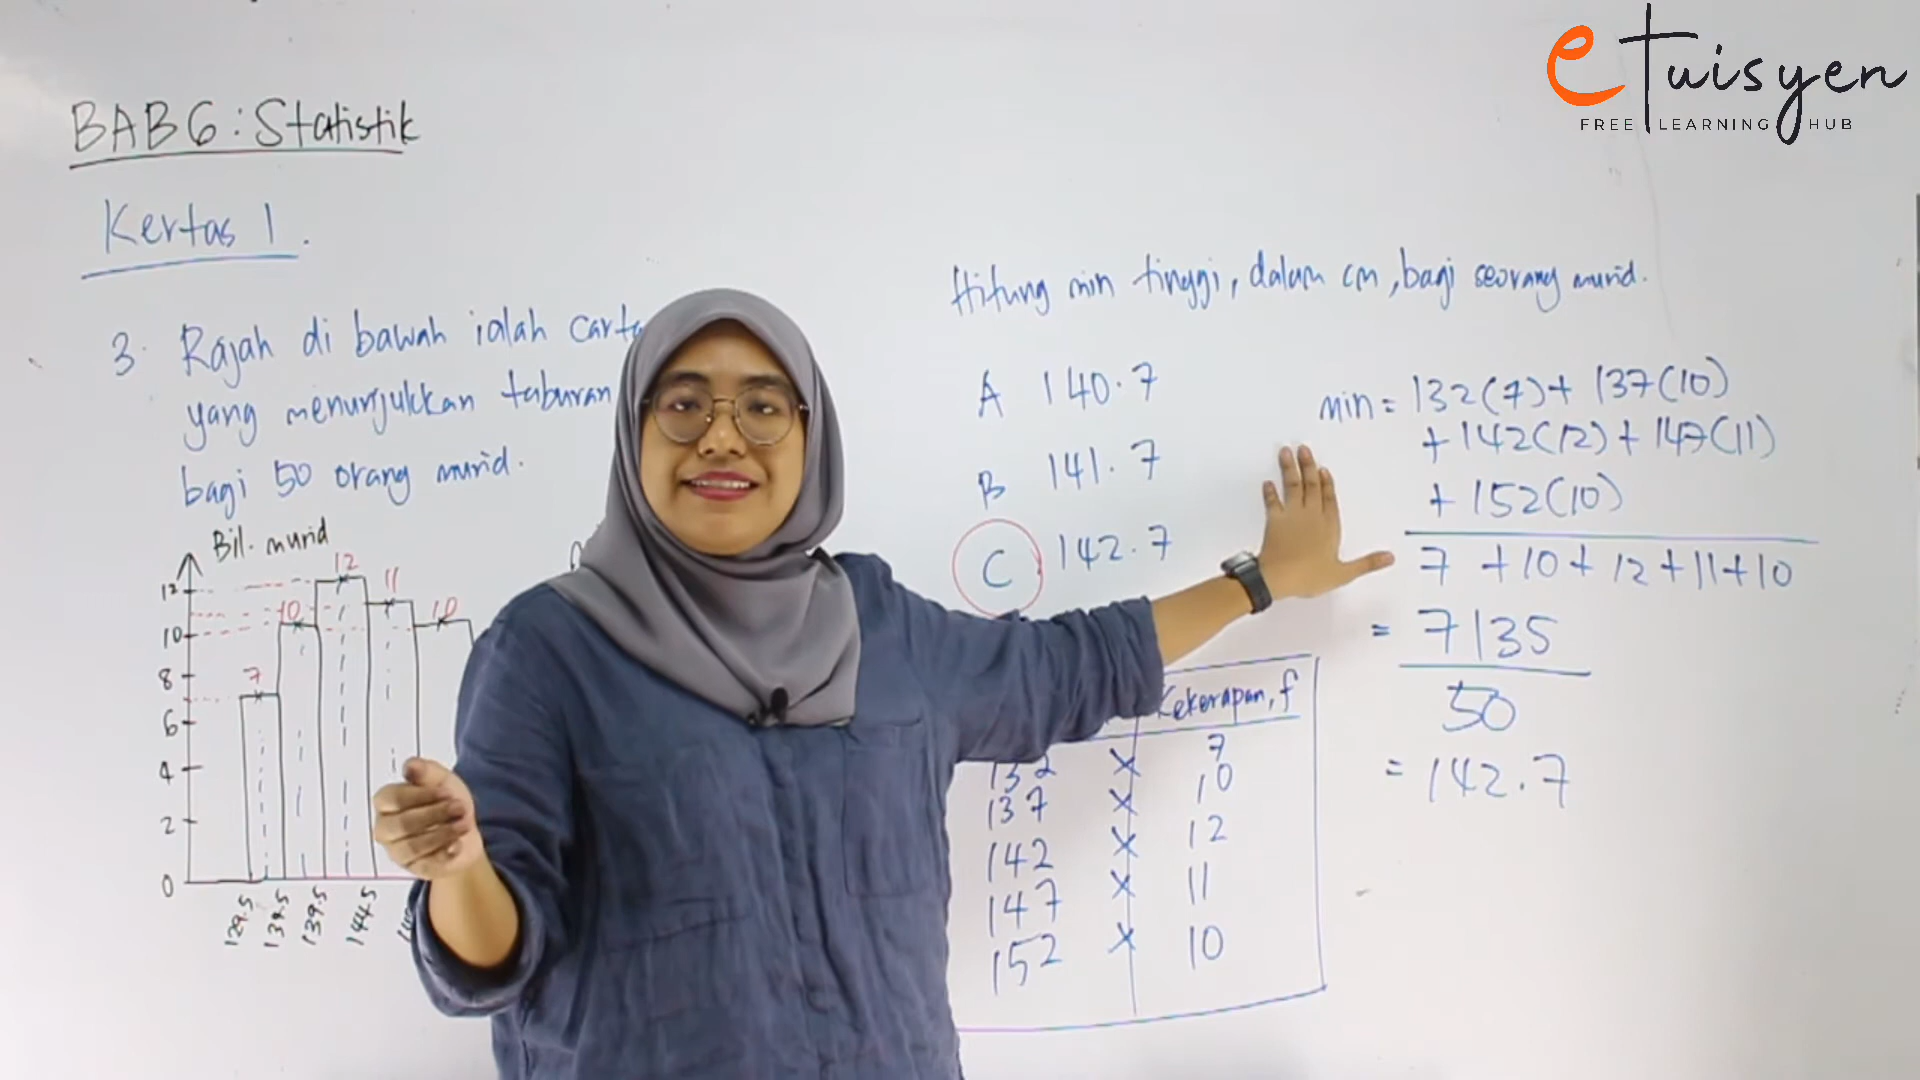 eTuisyen
FREE LEARNING HUB
BAB 6 : Statistik
Kertas 1.
3. Rajah di bawah ialah carta
yang menunjukkan taburan
bagi 50 orang murid.
Bil. murid
12
10
8
6
4
2
0
7
10
12
11
10
129.5
134.5
139.5
144.5
Hitung min tinggi, dalam cm, bagi seorang murid.
A 140.7
B 141.7
C 142.7
Kekerapan, f
132 × 7
137 × 10
142 × 12
147 × 11
152 × 10
min = 132(7) + 137(10)
+ 142(12) + 147(11)
+ 152(10)
7 + 10 + 12 + 11 + 10
= 7135
50
= 142.7